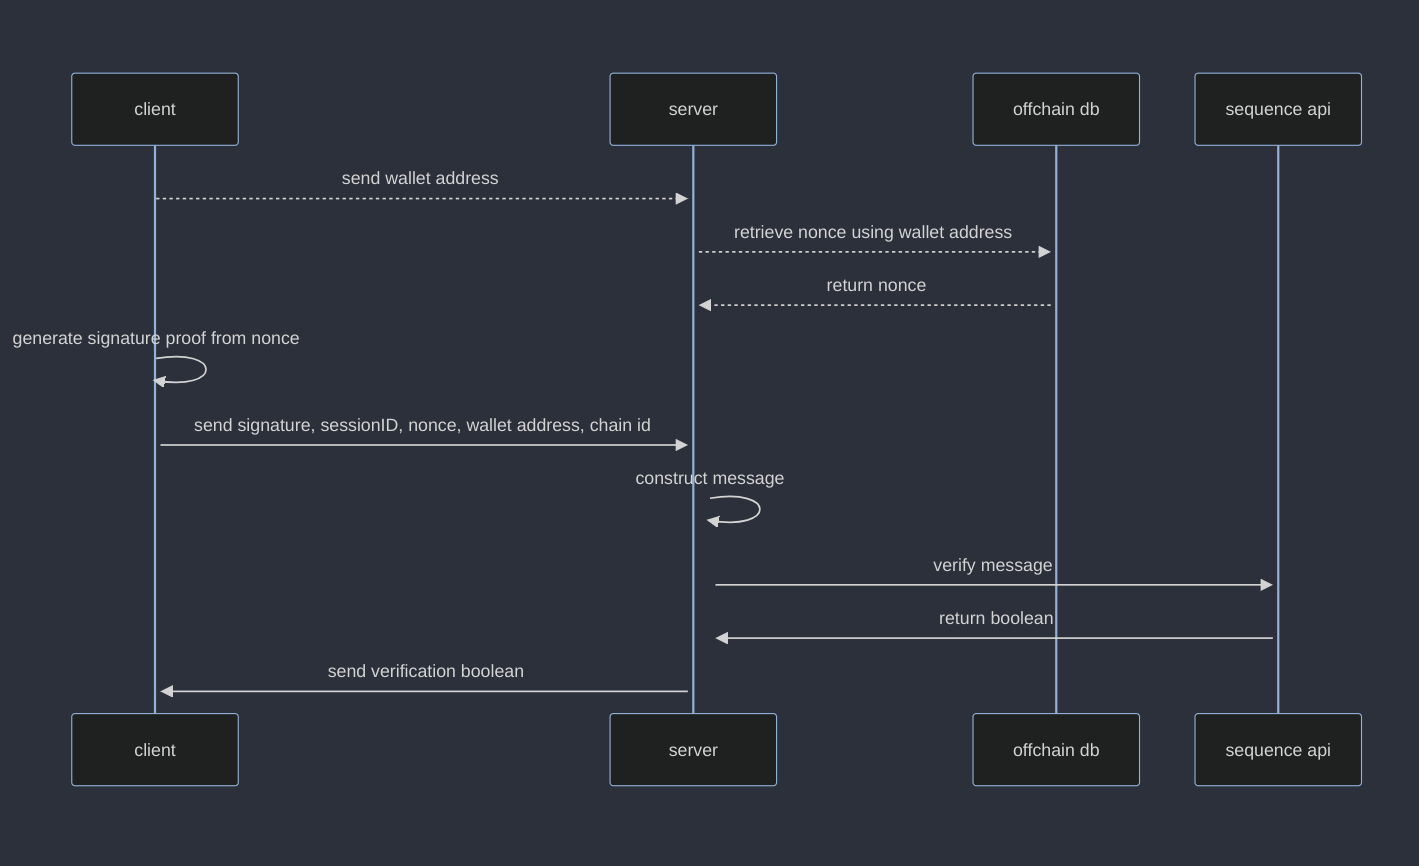 client
server
offchain db
sequence api
send wallet address
retrieve nonce using wallet address
return nonce
generate signature proof from nonce
send signature, sessionID, nonce, wallet address, chain id
construct message
verify message
return boolean
send verification boolean
client
server
offchain db
sequence api